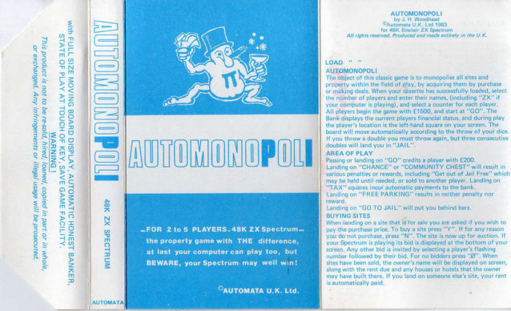 with FULL SIZE MOVING BOARD DISPLAY, AUTOMATIC HONEST BANKER,
STATE OF PLAY AT TOUCH OF KEY, SAVE GAME FACILITY.
WARNING!
This product is not to be re-sold, hired, loaned, copied in part or in whole,
or exchanged. Any infringements or illegal usage will be prosecuted.
AUTOMONOPOLI
48K ZX SPECTRUM
AUTOMATA
π
AUTOMONOPOLI
—FOR 2 to 5 PLAYERS.48K ZX Spectrum—
the property game with THE difference,
at last your computer can play too, but
BEWARE, your Spectrum may well win!
©AUTOMATA U.K. Ltd.
AUTOMONOPOLI
by J. H. Woodhead
©Automata U.K. Ltd 1983
for 48K Sinclair ZX Spectrum
All rights reserved. Produced and made entirely in the U.K.
LOAD " "
AUTOMONOPOLI
The object of this classic game is to monopolise all sites and
property within the field of play, by acquiring them by purchase
or making deals. When your cassette has successfully loaded, select
the number of players and enter their names, (including "ZX" if
your computer is playing), and select a counter for each player.
All players begin the game with £1500, and start at "GO". The
Bank displays the current players financial status, and during play
the player's location is the left-hand square on your screen. The
board will move automatically according to the throw of your dice.
If you throw a double you must throw again, but three consecutive
doubles will land you in "JAIL".
AREA OF PLAY
Passing or landing on "GO" credits a player with £200.
Landing on "CHANCE" or "COMMUNITY CHEST" will result in
various penalties or rewards, including "Get out of Jail Free" which
may be held until needed, or sold to another player. Landing on
"TAX" squares incur automatic payments to the bank.
Landing on "FREE PARKING" results in neither penalty nor
reward.
Landing on "GO TO JAIL" will put you behind bars.
BUYING SITES
When landing on a site that is for sale you are asked if you wish to
pay the purchase price. To buy a site press "Y". If for any reason
you do not purchase, press "N". The site is now up for auction. If
your Spectrum is playing its bid is displayed at the bottom of your
screen. Any other bid is invited by selecting a player's flashing
number followed by their bid. For no bidders press "Ø". When
sites have been sold, the owner's name will be displayed on screen,
along with the rent due and any houses or hotels that the owner
may have built there. If you land on someone else's site, your rent
is automatically paid.